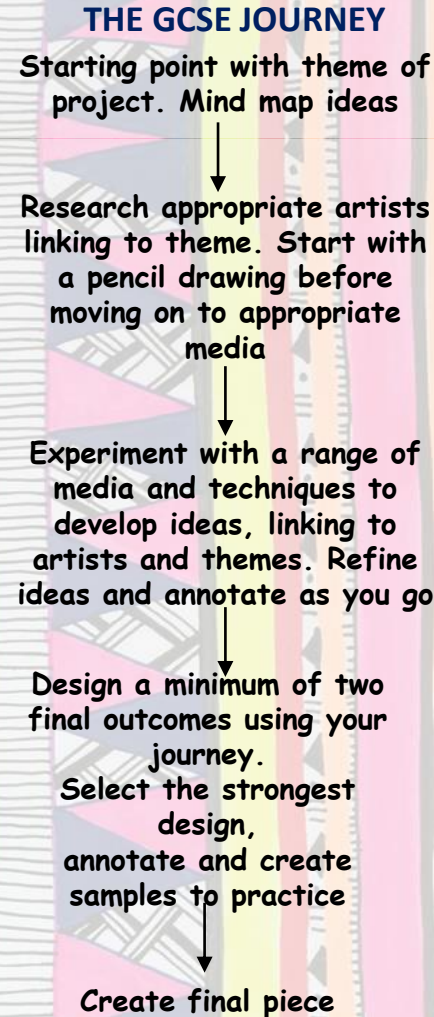 THE GCSE JOURNEY
Starting point with theme of
project. Mind map ideas
Research appropriate artists
linking to theme. Start with
a pencil drawing before
moving on to appropriate
media
Experiment with a range of
media and techniques to
develop ideas, linking to
artists and themes. Refine
ideas and annotate as you go
Design a minimum of two
final outcomes using your
journey.
Select the strongest
design,
annotate and create
samples to practice
Create final piece